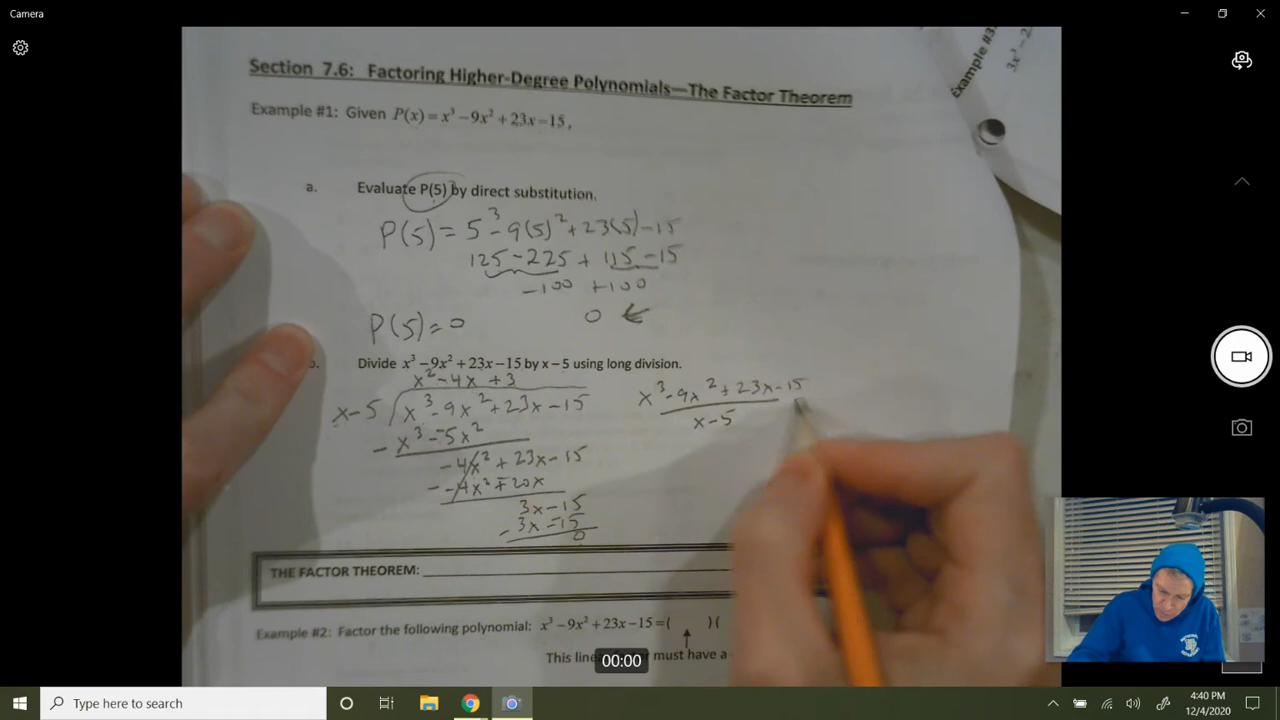 Camera
Section 7.6: Factoring Higher-Degree Polynomials—The Factor Theorem
Example #1: Given P(x) = x³ − 9x² + 23x − 15,
Example #3
3x³ − 2
a. Evaluate P(5) by direct substitution.
P(5) = 5³ − 9(5)² + 23(5) − 15
125 − 225 + 115 − 15
−100 +100
0 ←
P(5) = 0
b. Divide x³ − 9x² + 23x − 15 by x − 5 using long division.
x² − 4x + 3
x − 5 x³ − 9x² + 23x − 15
− x³ − 5x²
−4x² + 23x − 15
− −4x² + 20x
3x − 15
− 3x − 15
0
x³ − 9x² + 23x − 15
x − 5
THE FACTOR THEOREM:
Example #2: Factor the following polynomial: x³ − 9x² + 23x − 15 = ( )(
This must have a
00:00
Type here to search
4:40 PM
12/4/2020